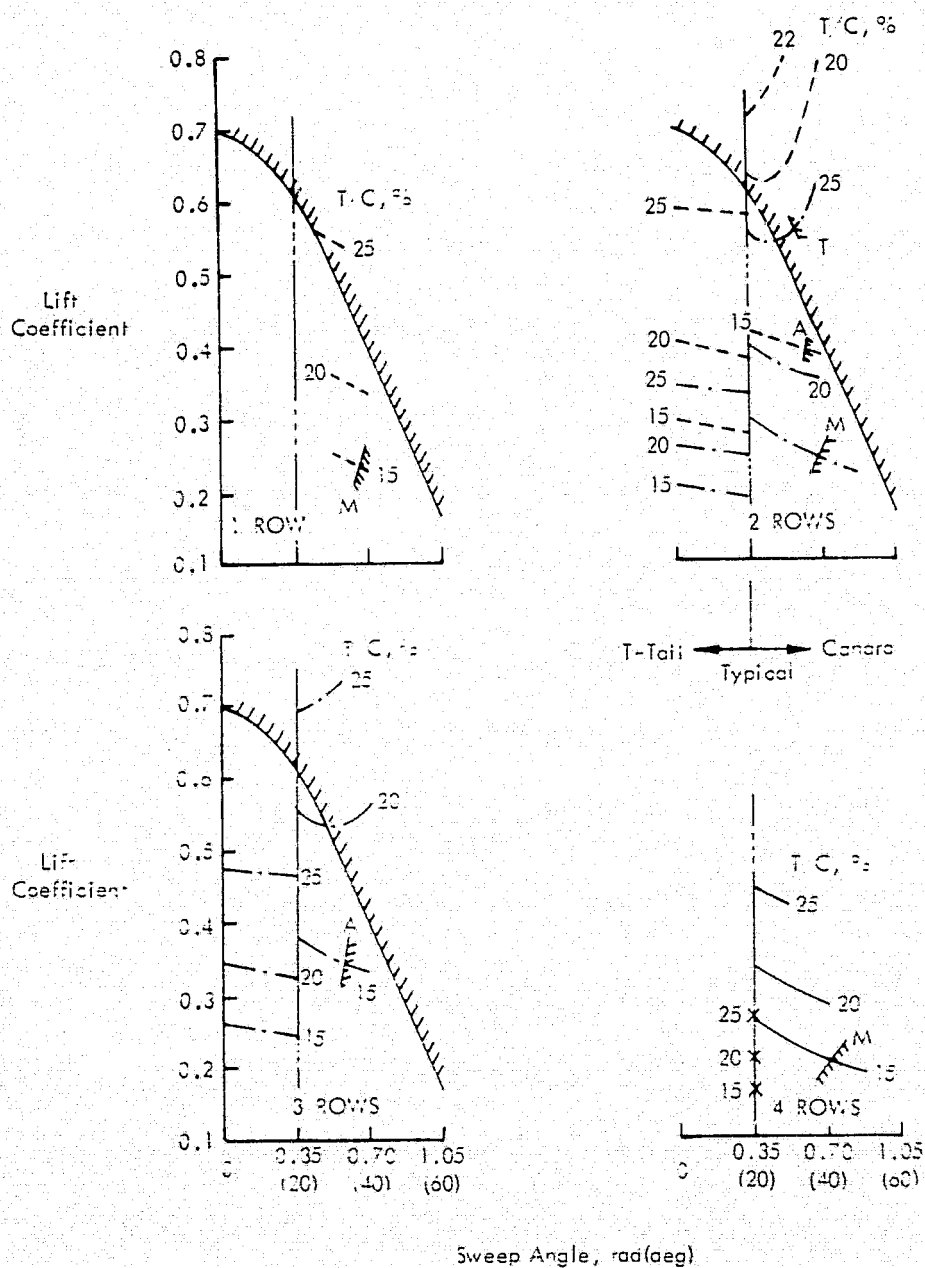 T/C, %
22
20
0.8
0.7
0.6
0.5
0.4
0.3
0.2
0.1
Lift
Coefficient
T/C, %
25
20
15
M
1 ROW
25
25
T
15
A
20
20
25
15
M
20
15
2 ROWS
T-Tail
Canard
Typical
0.8
0.7
0.6
0.5
0.4
0.3
0.2
0.1
Lift
Coefficient
T/C, %
25
20
25
A
20
15
15
3 ROWS
0
0.35
0.70
1.05
(20)
(40)
(60)
T/C, %
25
20
25
M
20
15
15
4 ROWS
0
0.35
0.70
1.05
(20)
(40)
(60)
Sweep Angle, rad(deg)